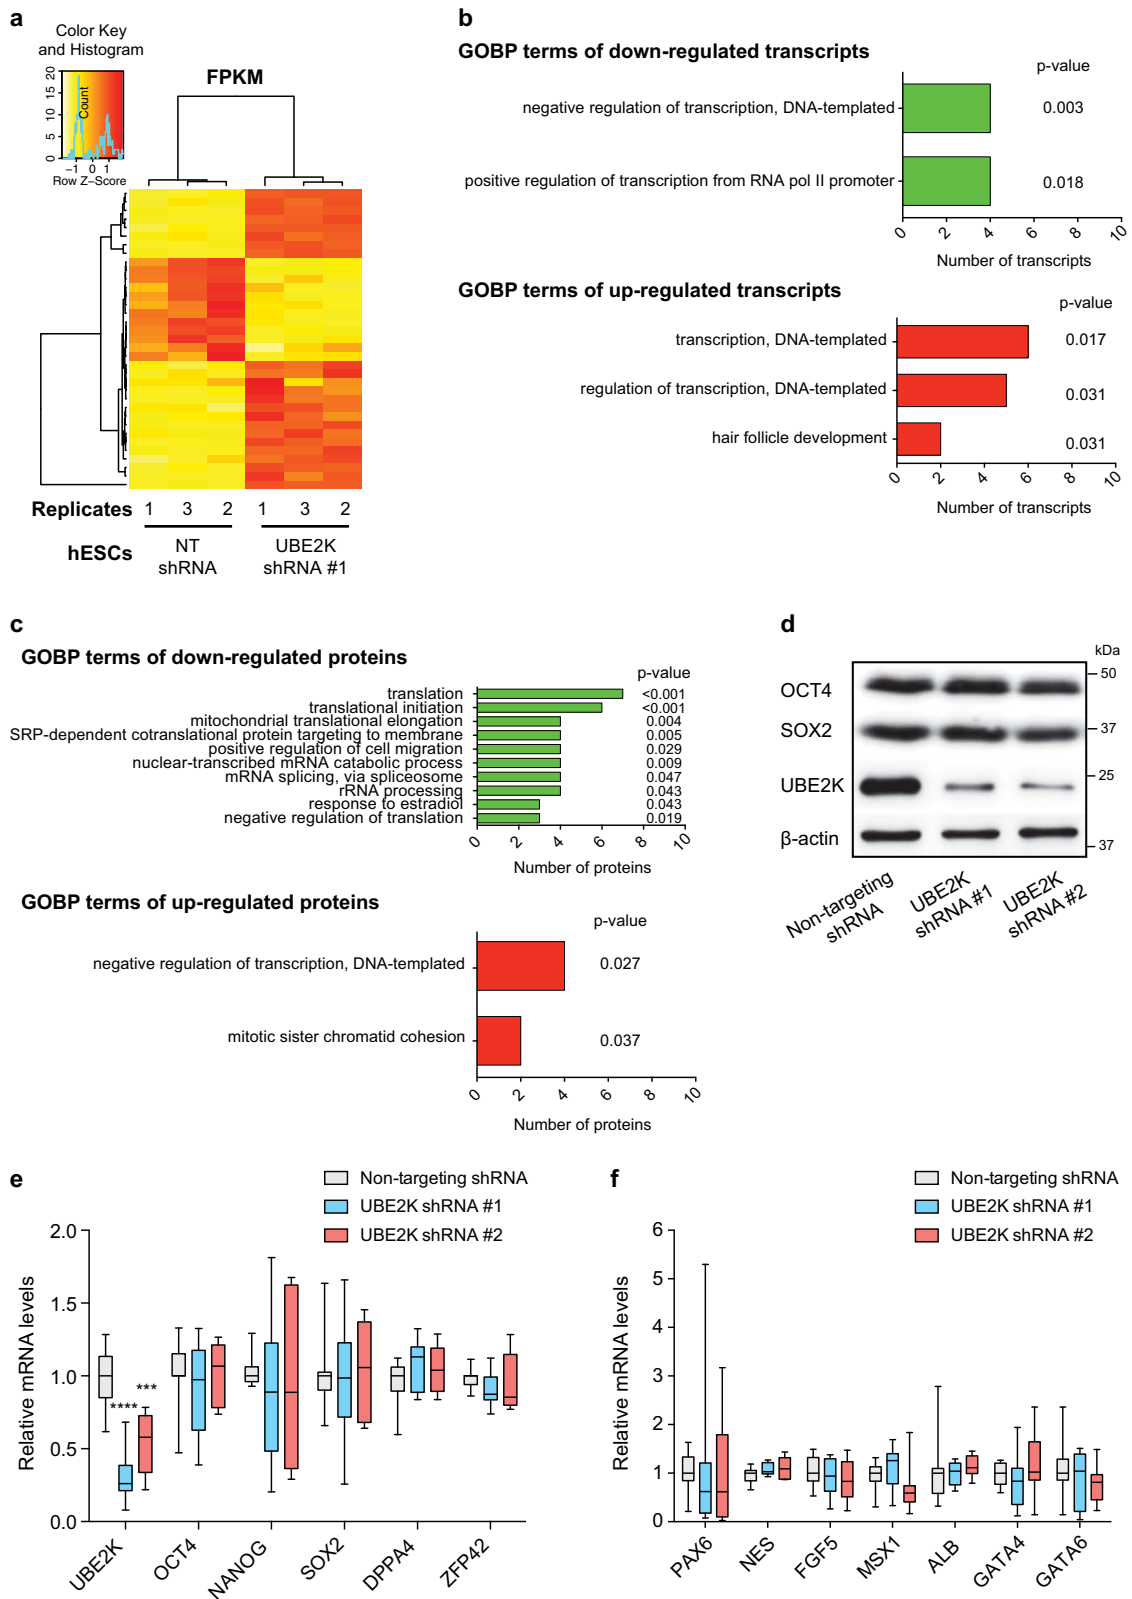 a
Color Key
and Histogram
Count
0 5 10 15 20
−1 0 1
Row Z−Score
FPKM
Replicates 1 3 2 1 3 2
hESCs
NT
shRNA
UBE2K
shRNA #1
b
GOBP terms of down-regulated transcripts
p-value
negative regulation of transcription, DNA-templated 0.003
positive regulation of transcription from RNA pol II promoter 0.018
0 2 4 6 8 10
Number of transcripts
GOBP terms of up-regulated transcripts
p-value
transcription, DNA-templated 0.017
regulation of transcription, DNA-templated 0.031
hair follicle development 0.031
0 2 4 6 8 10
Number of transcripts
c
GOBP terms of down-regulated proteins
p-value
translation <0.001
translational initiation <0.001
mitochondrial translational elongation 0.004
SRP-dependent cotranslational protein targeting to membrane 0.005
positive regulation of cell migration 0.029
nuclear-transcribed mRNA catabolic process 0.009
mRNA splicing, via spliceosome 0.047
rRNA processing 0.043
response to estradiol 0.043
negative regulation of translation 0.019
0 2 4 6 8 10
Number of proteins
GOBP terms of up-regulated proteins
p-value
negative regulation of transcription, DNA-templated 0.027
mitotic sister chromatid cohesion 0.037
0 2 4 6 8 10
Number of proteins
d
kDa
OCT4
50
SOX2
37
UBE2K
25
β-actin
37
Non-targeting
shRNA
UBE2K
shRNA #1
UBE2K
shRNA #2
e
Non-targeting shRNA
UBE2K shRNA #1
UBE2K shRNA #2
Relative mRNA levels
2.0
1.5
1.0
0.5
0.0
**** ***
UBE2K OCT4 NANOG SOX2 DPPA4 ZFP42
f
Non-targeting shRNA
UBE2K shRNA #1
UBE2K shRNA #2
Relative mRNA levels
6
5
4
3
2
1
0
PAX6 NES FGF5 MSX1 ALB GATA4 GATA6